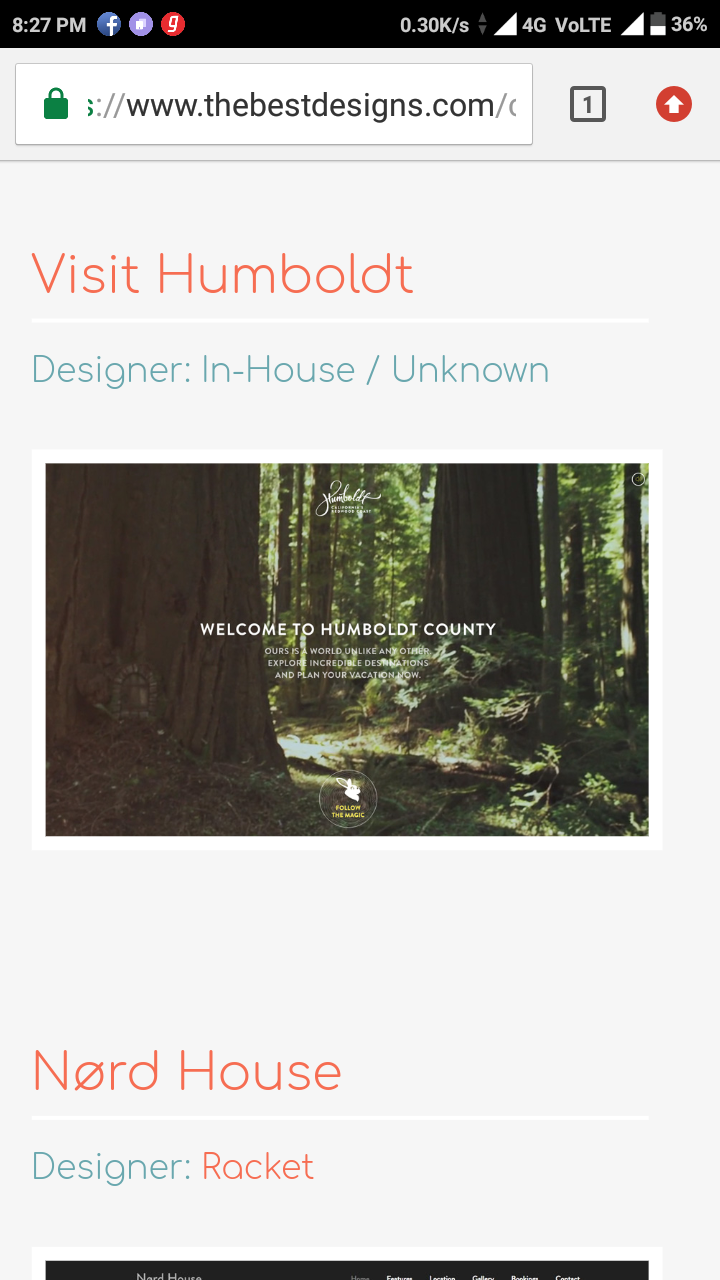 8:27 PM 0.30K/s 4G VoLTE 36%
s://www.thebestdesigns.com/
1
Visit Humboldt
Designer: In-House / Unknown
Humboldt
CALIFORNIA'S
REDWOOD COAST
WELCOME TO HUMBOLDT COUNTY
OURS IS A WORLD UNLIKE ANY OTHER.
EXPLORE INCREDIBLE DESTINATIONS
AND PLAN YOUR VACATION NOW.
FOLLOW
THE MAGIC
Nørd House
Designer: Racket
Nørd House Home Features Location Gallery Bookings Contact